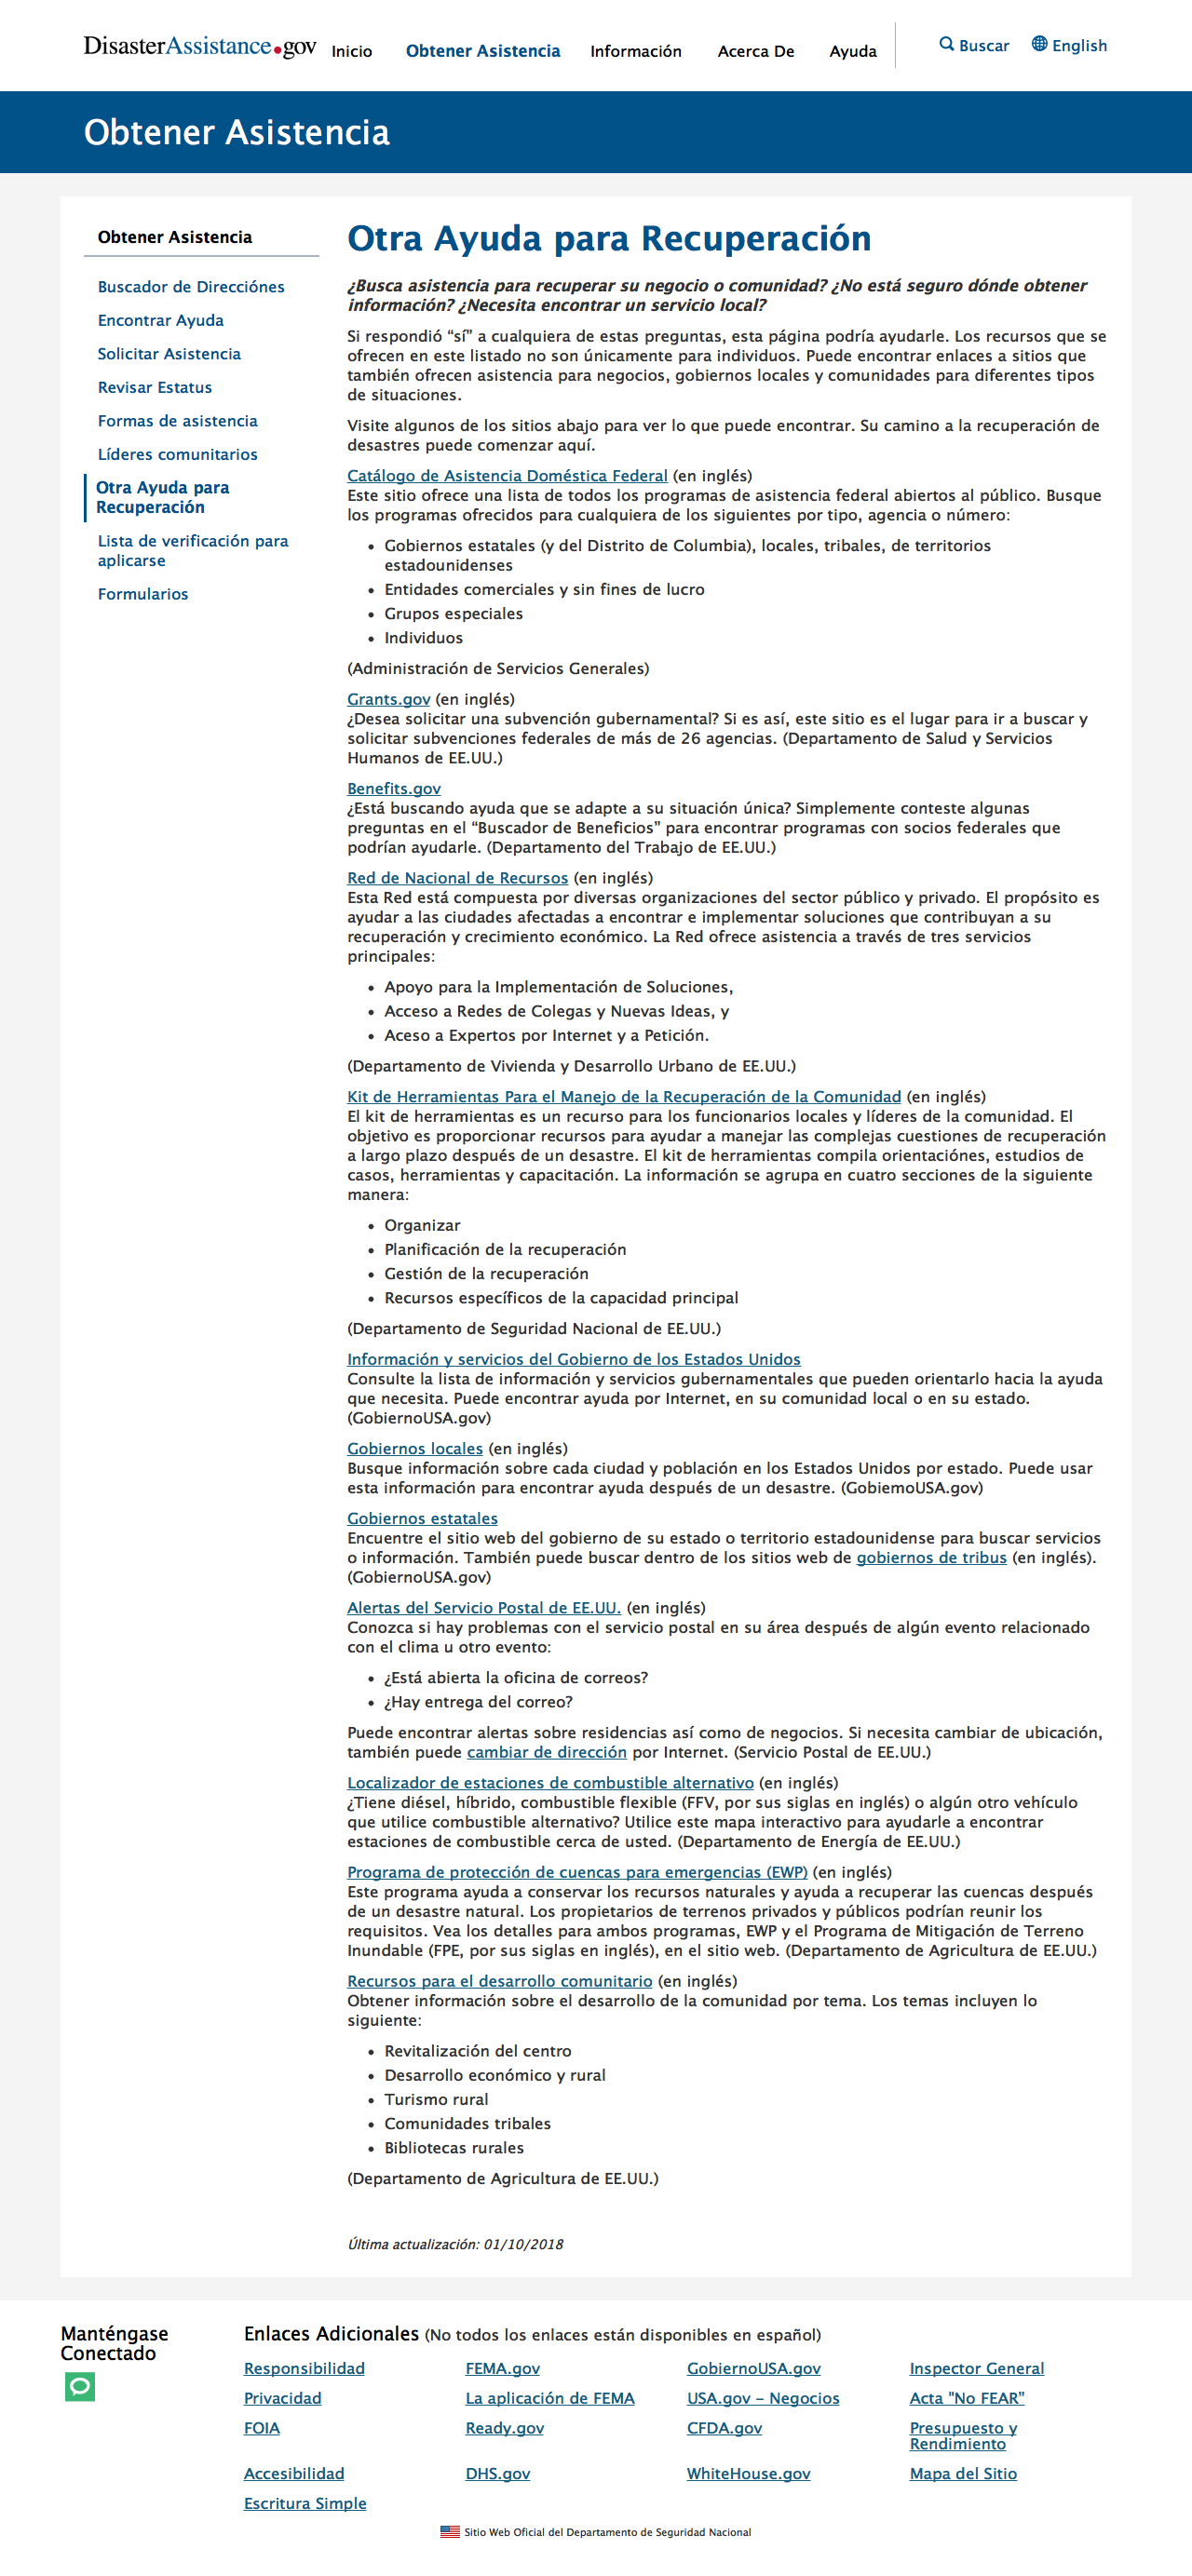 DisasterAssistance.gov Inicio Obtener Asistencia Información Acerca De Ayuda Buscar English
Obtener Asistencia
Obtener Asistencia
Buscador de Direcciónes
Encontrar Ayuda
Solicitar Asistencia
Revisar Estatus
Formas de asistencia
Líderes comunitarios
Otra Ayuda para
Recuperación
Lista de verificación para
aplicarse
Formularios
Otra Ayuda para Recuperación
¿Busca asistencia para recuperar su negocio o comunidad? ¿No está seguro dónde obtener
información? ¿Necesita encontrar un servicio local?
Si respondió “sí” a cualquiera de estas preguntas, esta página podría ayudarle. Los recursos que se
ofrecen en este listado no son únicamente para individuos. Puede encontrar enlaces a sitios que
también ofrecen asistencia para negocios, gobiernos locales y comunidades para diferentes tipos
de situaciones.
Visite algunos de los sitios abajo para ver lo que puede encontrar. Su camino a la recuperación de
desastres puede comenzar aquí.
Catálogo de Asistencia Doméstica Federal (en inglés)
Este sitio ofrece una lista de todos los programas de asistencia federal abiertos al público. Busque
los programas ofrecidos para cualquiera de los siguientes por tipo, agencia o número:
• Gobiernos estatales (y del Distrito de Columbia), locales, tribales, de territorios
estadounidenses
• Entidades comerciales y sin fines de lucro
• Grupos especiales
• Individuos
(Administración de Servicios Generales)
Grants.gov (en inglés)
¿Desea solicitar una subvención gubernamental? Si es así, este sitio es el lugar para ir a buscar y
solicitar subvenciones federales de más de 26 agencias. (Departamento de Salud y Servicios
Humanos de EE.UU.)
Benefits.gov
¿Está buscando ayuda que se adapte a su situación única? Simplemente conteste algunas
preguntas en el “Buscador de Beneficios” para encontrar programas con socios federales que
podrían ayudarle. (Departamento del Trabajo de EE.UU.)
Red de Nacional de Recursos (en inglés)
Esta Red está compuesta por diversas organizaciones del sector público y privado. El propósito es
ayudar a las ciudades afectadas a encontrar e implementar soluciones que contribuyan a su
recuperación y crecimiento económico. La Red ofrece asistencia a través de tres servicios
principales:
• Apoyo para la Implementación de Soluciones,
• Acceso a Redes de Colegas y Nuevas Ideas, y
• Aceso a Expertos por Internet y a Petición.
(Departamento de Vivienda y Desarrollo Urbano de EE.UU.)
Kit de Herramientas Para el Manejo de la Recuperación de la Comunidad (en inglés)
El kit de herramientas es un recurso para los funcionarios locales y líderes de la comunidad. El
objetivo es proporcionar recursos para ayudar a manejar las complejas cuestiones de recuperación
a largo plazo después de un desastre. El kit de herramientas compila orientaciónes, estudios de
casos, herramientas y capacitación. La información se agrupa en cuatro secciones de la siguiente
manera:
• Organizar
• Planificación de la recuperación
• Gestión de la recuperación
• Recursos específicos de la capacidad principal
(Departamento de Seguridad Nacional de EE.UU.)
Información y servicios del Gobierno de los Estados Unidos
Consulte la lista de información y servicios gubernamentales que pueden orientarlo hacia la ayuda
que necesita. Puede encontrar ayuda por Internet, en su comunidad local o en su estado.
(GobiernoUSA.gov)
Gobiernos locales (en inglés)
Busque información sobre cada ciudad y población en los Estados Unidos por estado. Puede usar
esta información para encontrar ayuda después de un desastre. (GobiemoUSA.gov)
Gobiernos estatales
Encuentre el sitio web del gobierno de su estado o territorio estadounidense para buscar servicios
o información. También puede buscar dentro de los sitios web de gobiernos de tribus (en inglés).
(GobiernoUSA.gov)
Alertas del Servicio Postal de EE.UU. (en inglés)
Conozca si hay problemas con el servicio postal en su área después de algún evento relacionado
con el clima u otro evento:
• ¿Está abierta la oficina de correos?
• ¿Hay entrega del correo?
Puede encontrar alertas sobre residencias así como de negocios. Si necesita cambiar de ubicación,
también puede cambiar de dirección por Internet. (Servicio Postal de EE.UU.)
Localizador de estaciones de combustible alternativo (en inglés)
¿Tiene diésel, híbrido, combustible flexible (FFV, por sus siglas en inglés) o algún otro vehículo
que utilice combustible alternativo? Utilice este mapa interactivo para ayudarle a encontrar
estaciones de combustible cerca de usted. (Departamento de Energía de EE.UU.)
Programa de protección de cuencas para emergencias (EWP) (en inglés)
Este programa ayuda a conservar los recursos naturales y ayuda a recuperar las cuencas después
de un desastre natural. Los propietarios de terrenos privados y públicos podrían reunir los
requisitos. Vea los detalles para ambos programas, EWP y el Programa de Mitigación de Terreno
Inundable (FPE, por sus siglas en inglés), en el sitio web. (Departamento de Agricultura de EE.UU.)
Recursos para el desarrollo comunitario (en inglés)
Obtener información sobre el desarrollo de la comunidad por tema. Los temas incluyen lo
siguiente:
• Revitalización del centro
• Desarrollo económico y rural
• Turismo rural
• Comunidades tribales
• Bibliotecas rurales
(Departamento de Agricultura de EE.UU.)
Última actualización: 01/10/2018
Manténgase
Conectado
Enlaces Adicionales (No todos los enlaces están disponibles en español)
Responsibilidad FEMA.gov GobiernoUSA.gov Inspector General
Privacidad La aplicación de FEMA USA.gov – Negocios Acta "No FEAR"
FOIA Ready.gov CFDA.gov Presupuesto y
Rendimiento
Accesibilidad DHS.gov WhiteHouse.gov Mapa del Sitio
Escritura Simple
Sitio Web Oficial del Departamento de Seguridad Nacional